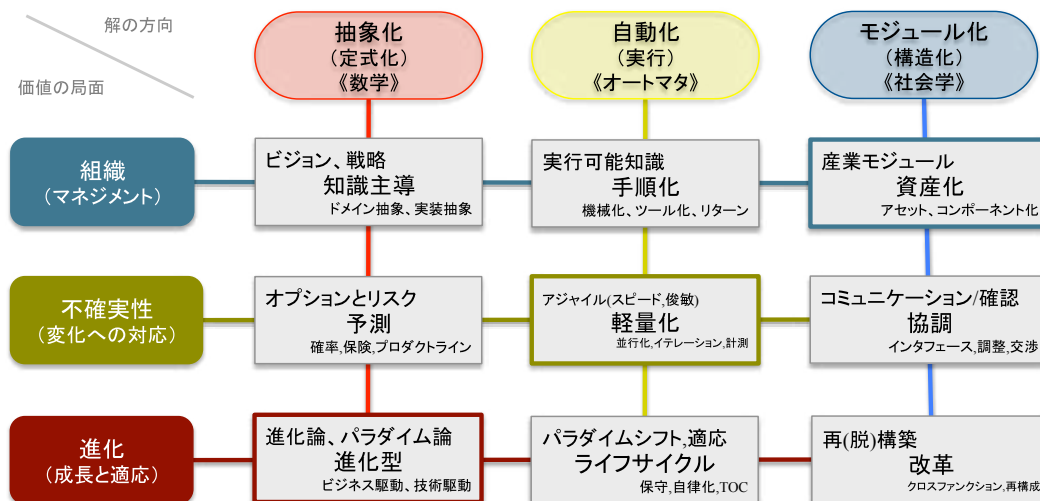 解の方向
価値の局面
抽象化
(定式化)
《数学》
自動化
(実行)
《オートマタ》
モジュール化
(構造化)
《社会学》
組織
(マネジメント)
ビジョン、戦略
知識主導
ドメイン抽象、実装抽象
実行可能知識
手順化
機械化、ツール化、リターン
産業モジュール
資産化
アセット、コンポーネント化
不確実性
(変化への対応)
オプションとリスク
予測
確率,保険,プロダクトライン
アジャイル(スピード,俊敏)
軽量化
並行化,イテレーション,計測
コミュニケーション/確認
協調
インタフェース,調整,交渉
進化
(成長と適応)
進化論、パラダイム論
進化型
ビジネス駆動、技術駆動
パラダイムシフト,適応
ライフサイクル
保守,自律化,TOC
再(脱)構築
改革
クロスファンクション,再構成